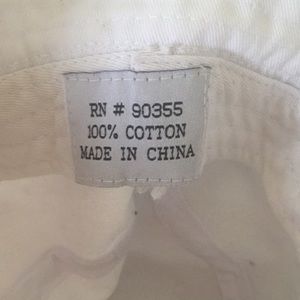 RN # 90355
100% COTTON
MADE IN CHINA